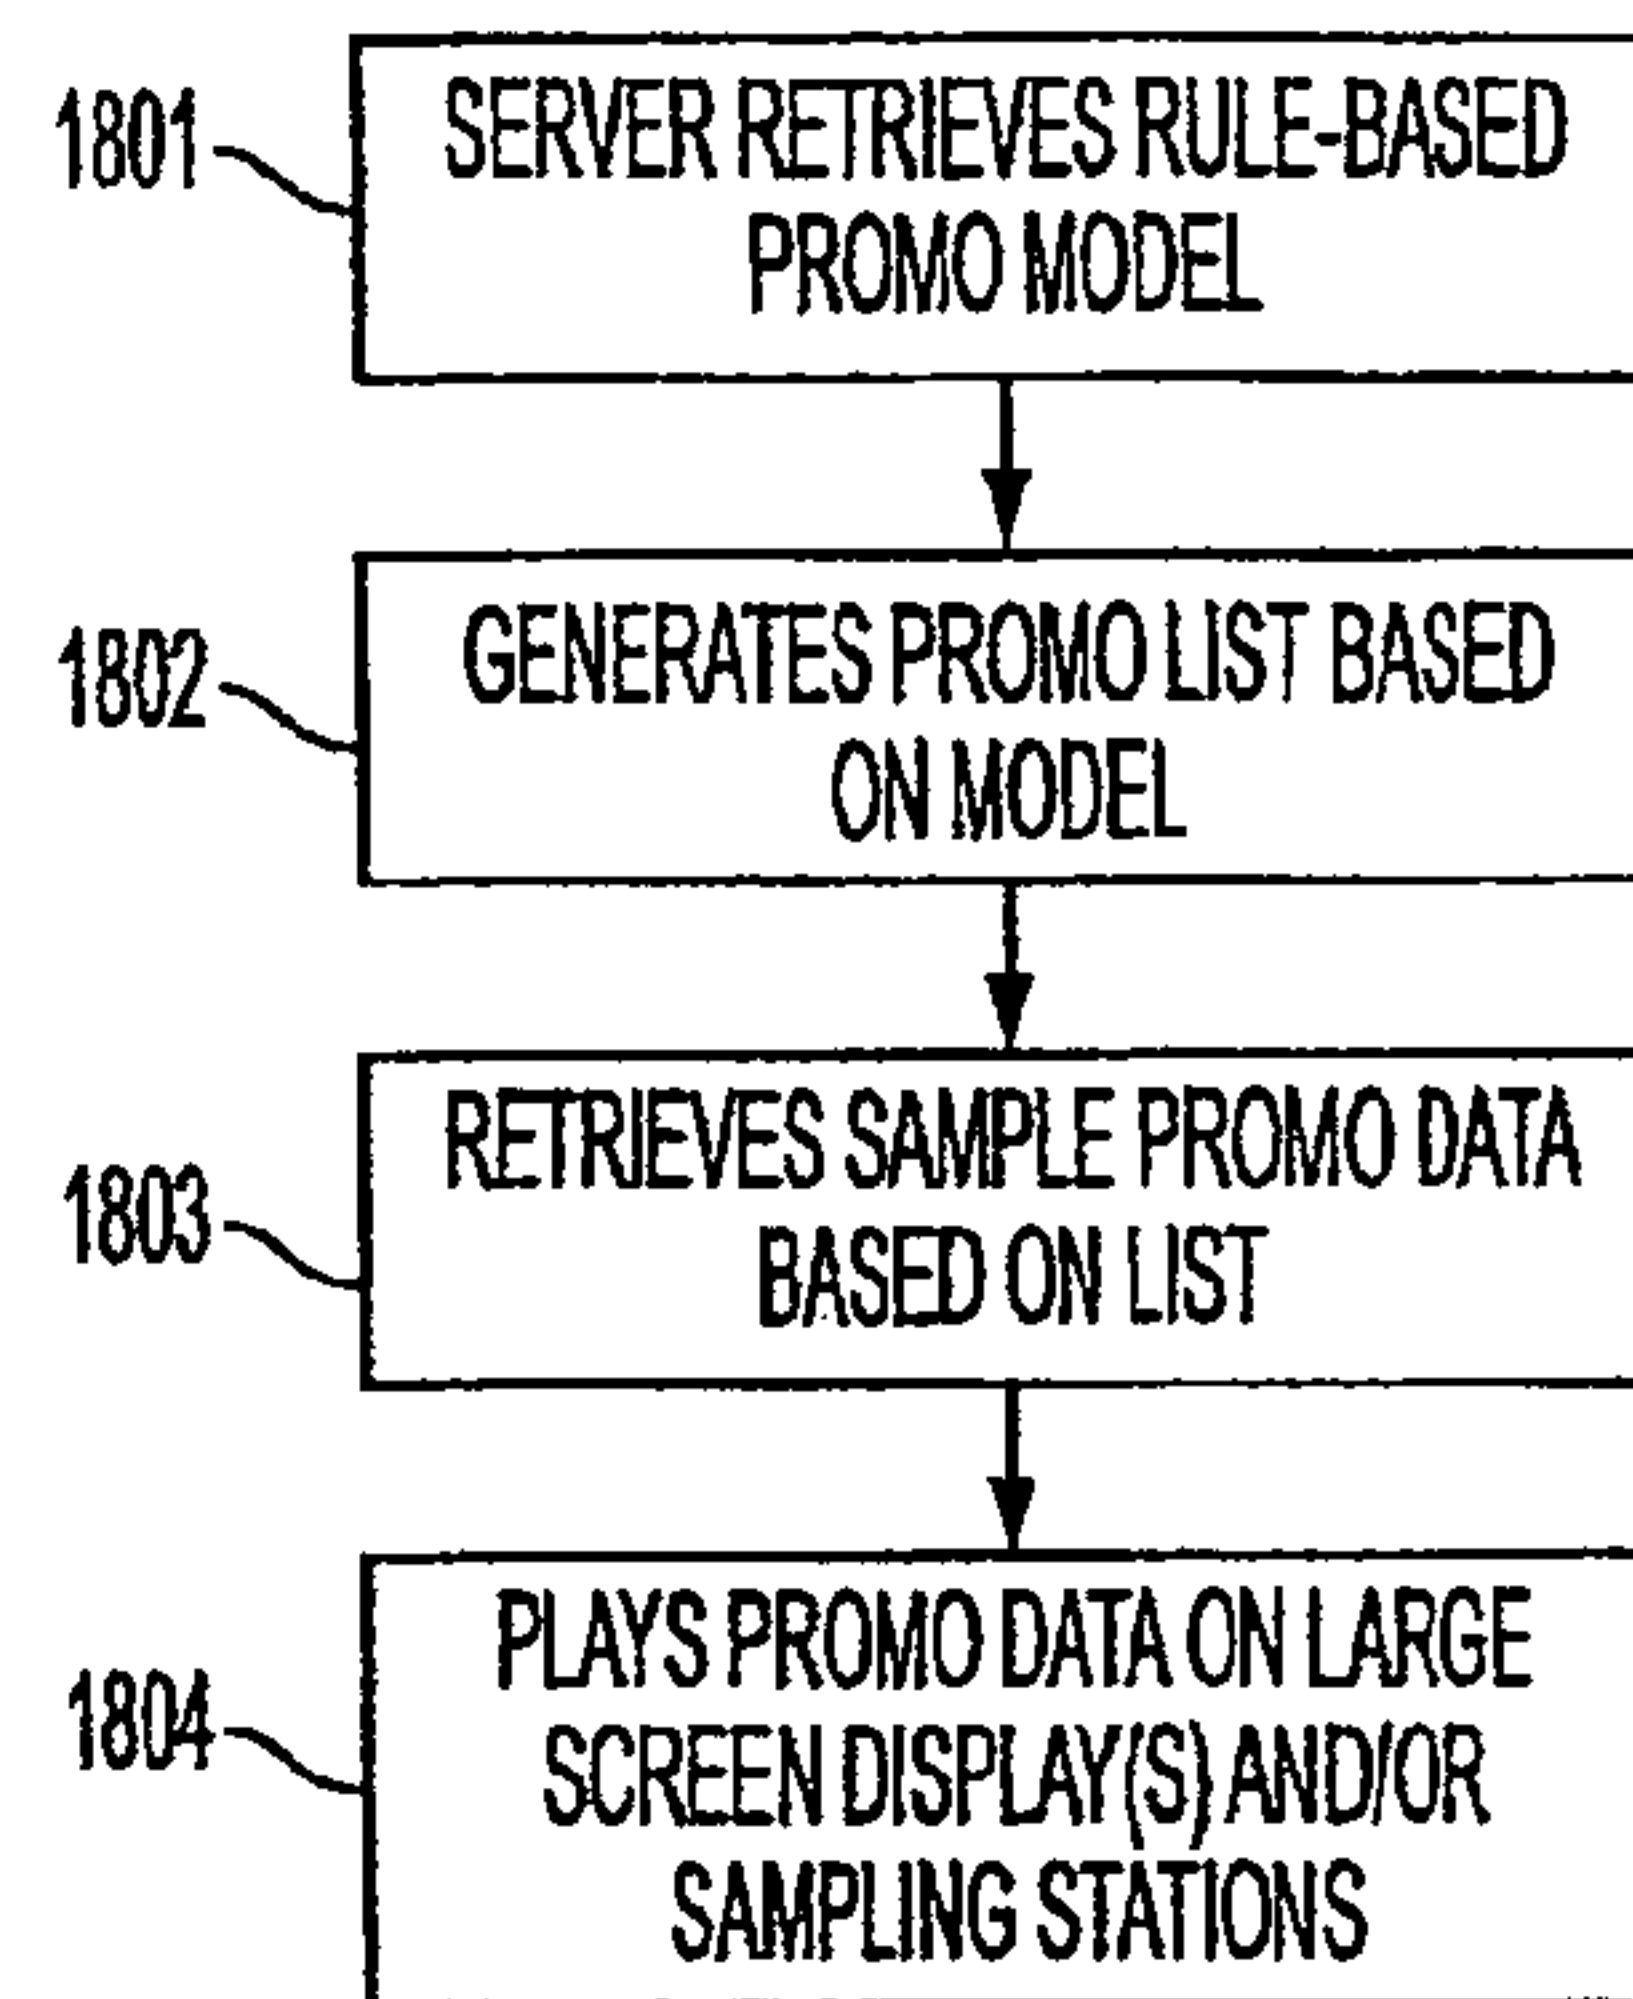 1801
SERVER RETRIEVES RULE-BASED
PROMO MODEL
1802
GENERATES PROMO LIST BASED
ON MODEL
1803
RETRIEVES SAMPLE PROMO DATA
BASED ON LIST
1804
PLAYS PROMO DATA ON LARGE
SCREEN DISPLAY(S) AND/OR
SAMPLING STATIONS